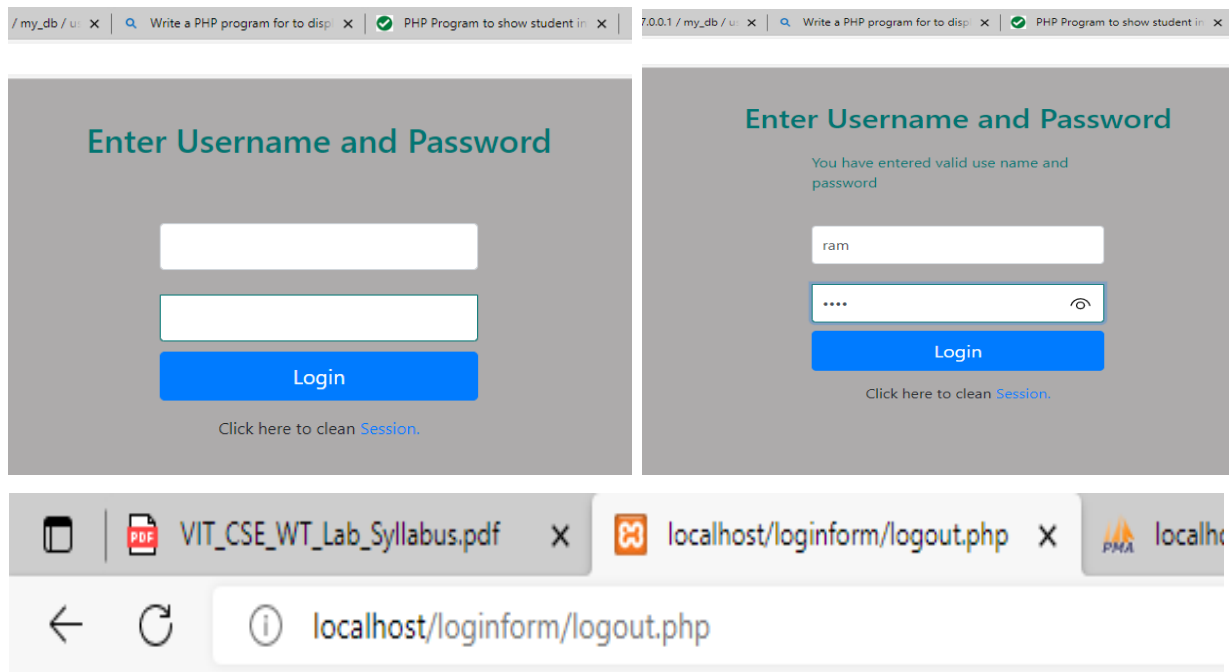 / my_db / u: Write a PHP program for to disp PHP Program to show student in
Enter Username and Password
Login
Click here to clean Session.
7.0.0.1 / my_db / u Write a PHP program for to disp PHP Program to show student in
Enter Username and Password
You have entered valid use name and
password
ram
••••
Login
Click here to clean Session.
PDF VIT_CSE_WT_Lab_Syllabus.pdf localhost/loginform/logout.php PMA localho
localhost/loginform/logout.php